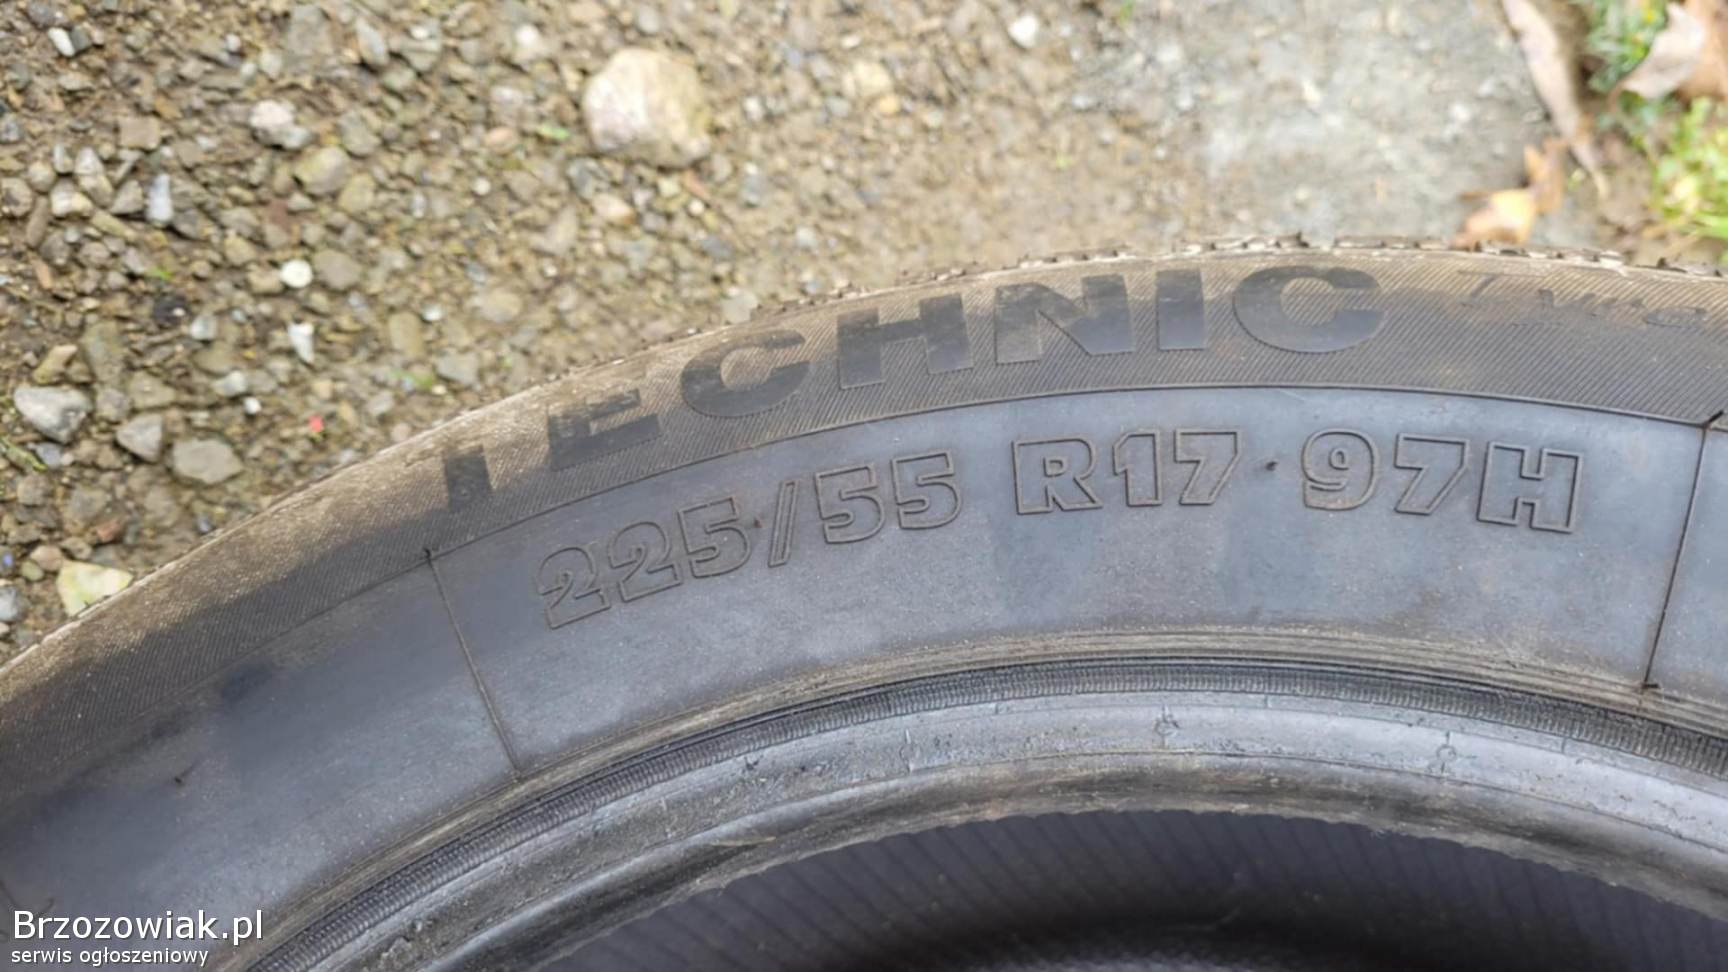 TECHNIC
225/55 R17 97H
Brzozowiak.pl
serwis ogłoszeniowy